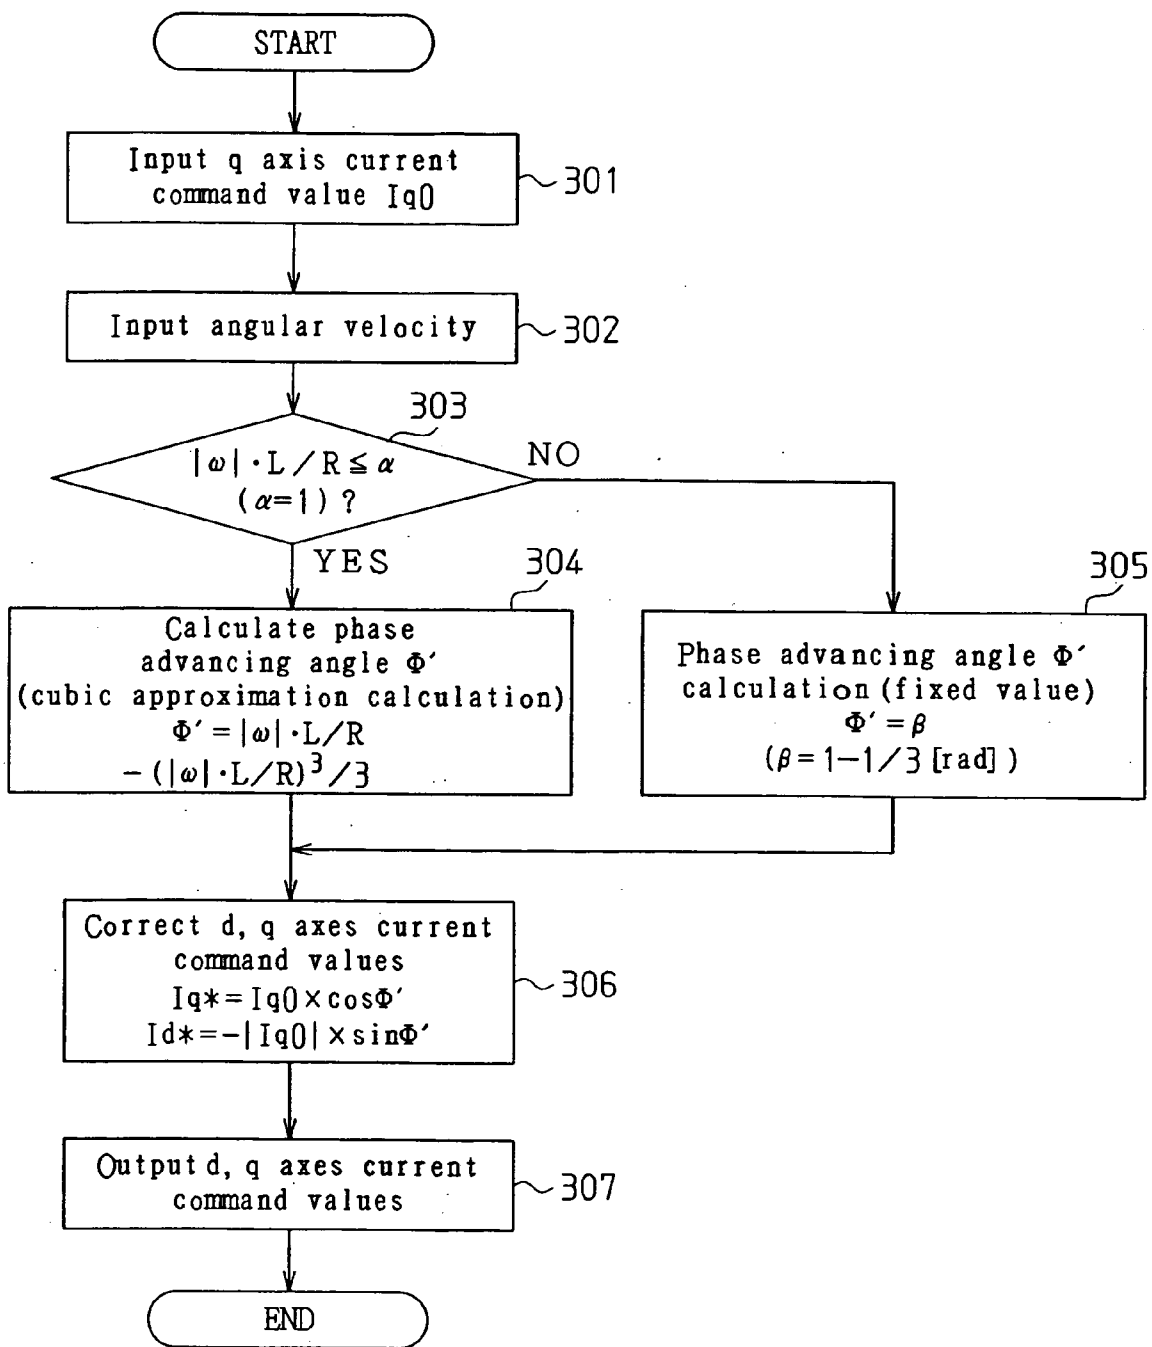 START
Input q axis current
command value Iq0
301
Input angular velocity
302
303
|ω|·L/R≦α
(α=1)?
NO
YES
304
Calculate phase
advancing angle Φ′
(cubic approximation calculation)
Φ′=|ω|·L/R
-(|ω|·L/R)³/3
305
Phase advancing angle Φ′
calculation(fixed value)
Φ′=β
(β=1-1/3[rad])
Correct d, q axes current
command values
Iq*=Iq0×cosΦ′
Id*=-|Iq0|×sinΦ′
306
Output d, q axes current
command values
307
END